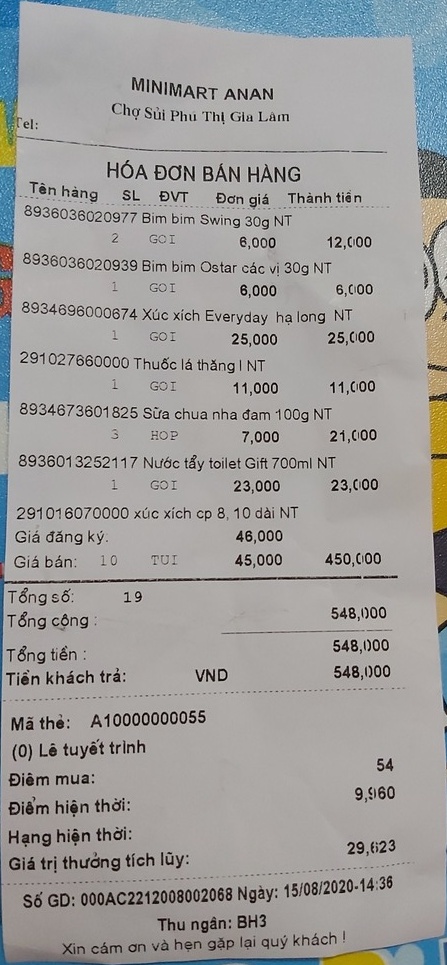 MINIMART ANAN
Chợ Sủi Phú Thị Gia Lâm
Tel:
HÓA ĐƠN BÁN HÀNG
Tên hàng SL ĐVT Đơn giá Thành tiền
8936036020977 Bim bim Swing 30g NT
2 GOI 6,000 12,000
8936036020939 Bim bim Ostar các vị 30g NT
1 GOI 6,000 6,000
8934696000674 Xúc xích Everyday hạ long NT
1 GOI 25,000 25,000
291027660000 Thuốc lá thăng l NT
1 GOI 11,000 11,000
8934673601825 Sữa chua nha đam 100g NT
3 HOP 7,000 21,000
8936013252117 Nước tẩy toilet Gift 700ml NT
1 GOI 23,000 23,000
291016070000 xúc xích cp 8, 10 dài NT
Giá đăng ký. 46,000
Giá bán: 10 TUI 45,000 450,000
Tổng số: 19
Tổng cộng : 548,000
Tổng tiền : 548,000
Tiền khách trả: VND 548,000
Mã thẻ: A10000000055
(0) Lê tuyết trình
Điểm mua: 54
Điểm hiện thời: 9,960
Hạng hiện thời:
Giá trị thưởng tích lũy: 29,623
Số GD: 000AC2212008002068 Ngày: 15/08/2020-14:36
Thu ngân: BH3
Xin cám ơn và hẹn gặp lại quý khách !